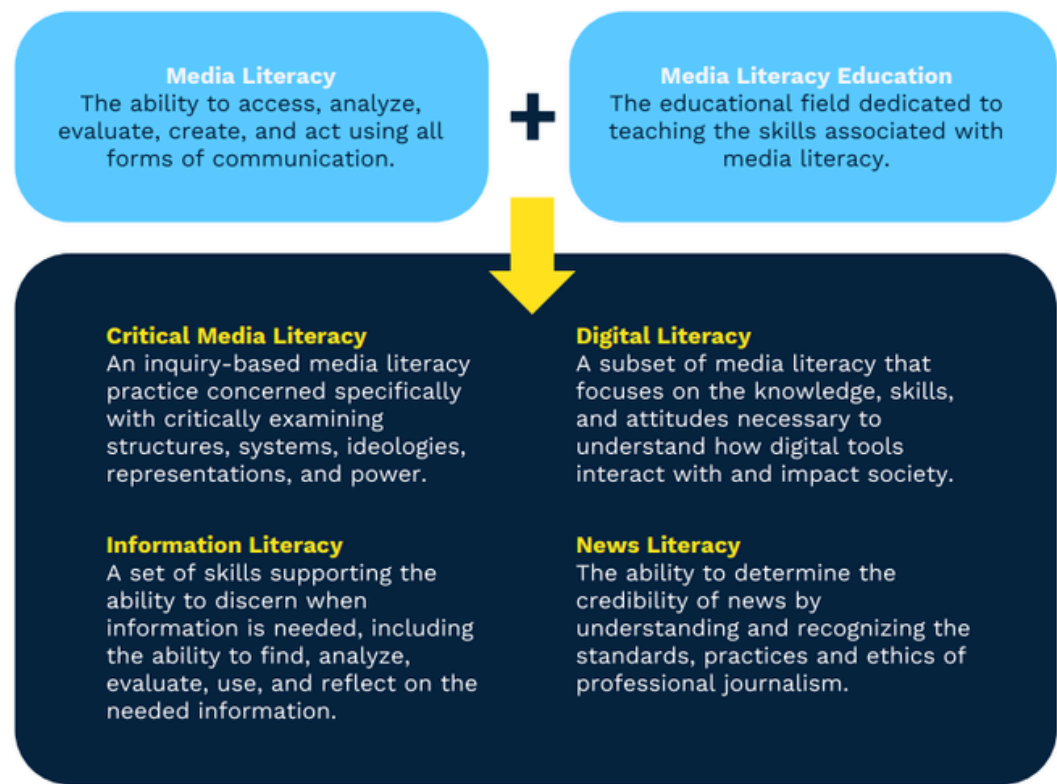 Media Literacy
The ability to access, analyze,
evaluate, create, and act using all
forms of communication.
+
Media Literacy Education
The educational field dedicated to
teaching the skills associated with
media literacy.
Critical Media Literacy
An inquiry-based media literacy
practice concerned specifically
with critically examining
structures, systems, ideologies,
representations, and power.
Digital Literacy
A subset of media literacy that
focuses on the knowledge, skills,
and attitudes necessary to
understand how digital tools
interact with and impact society.
Information Literacy
A set of skills supporting the
ability to discern when
information is needed, including
the ability to find, analyze,
evaluate, use, and reflect on the
needed information.
News Literacy
The ability to determine the
credibility of news by
understanding and recognizing the
standards, practices and ethics of
professional journalism.